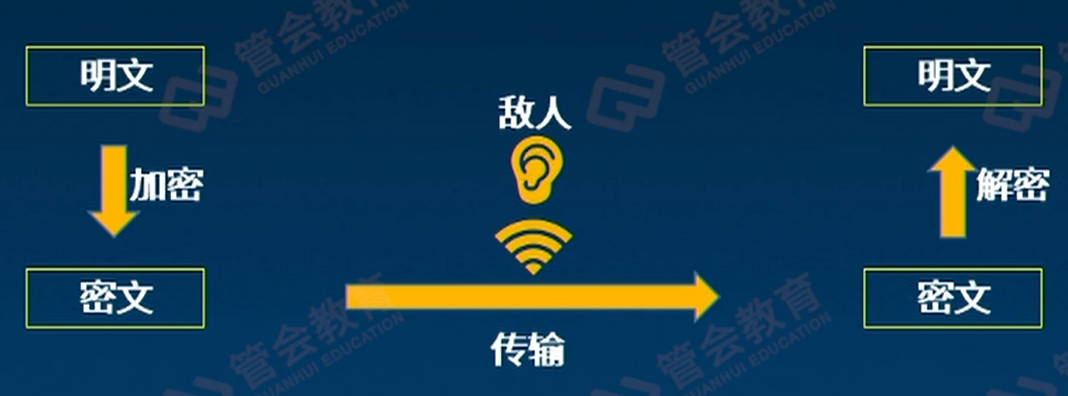 明文
加密
密文
敌人
传输
明文
解密
密文
管会教育
GUANHUI EDUCATION
管会教育
GUANHUI EDUCATION
管会教育
GUANHUI EDUCATION
管会教育
GUANHUI EDUCATION